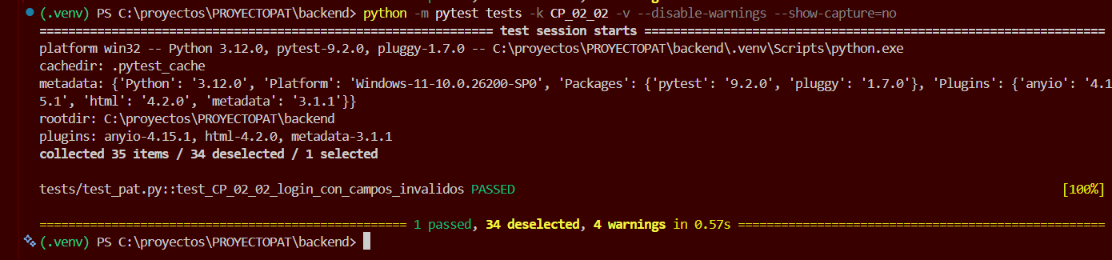 (.venv) PS C:\proyectos\PROYECTOPAT\backend> python -m pytest tests -k CP_02_02 -v --disable-warnings --show-capture=no
================================ test session starts ================================
platform win32 -- Python 3.12.0, pytest-9.2.0, pluggy-1.7.0 -- C:\proyectos\PROYECTOPAT\backend\.venv\Scripts\python.exe
cachedir: .pytest_cache
metadata: {'Python': '3.12.0', 'Platform': 'Windows-11-10.0.26200-SP0', 'Packages': {'pytest': '9.2.0', 'pluggy': '1.7.0'}, 'Plugins': {'anyio': '4.1
5.1', 'html': '4.2.0', 'metadata': '3.1.1'}}
rootdir: C:\proyectos\PROYECTOPAT\backend
plugins: anyio-4.15.1, html-4.2.0, metadata-3.1.1
collected 35 items / 34 deselected / 1 selected
tests/test_pat.py::test_CP_02_02_login_con_campos_invalidos PASSED [100%]
================================ 1 passed, 34 deselected, 4 warnings in 0.57s ================================
(.venv) PS C:\proyectos\PROYECTOPAT\backend>